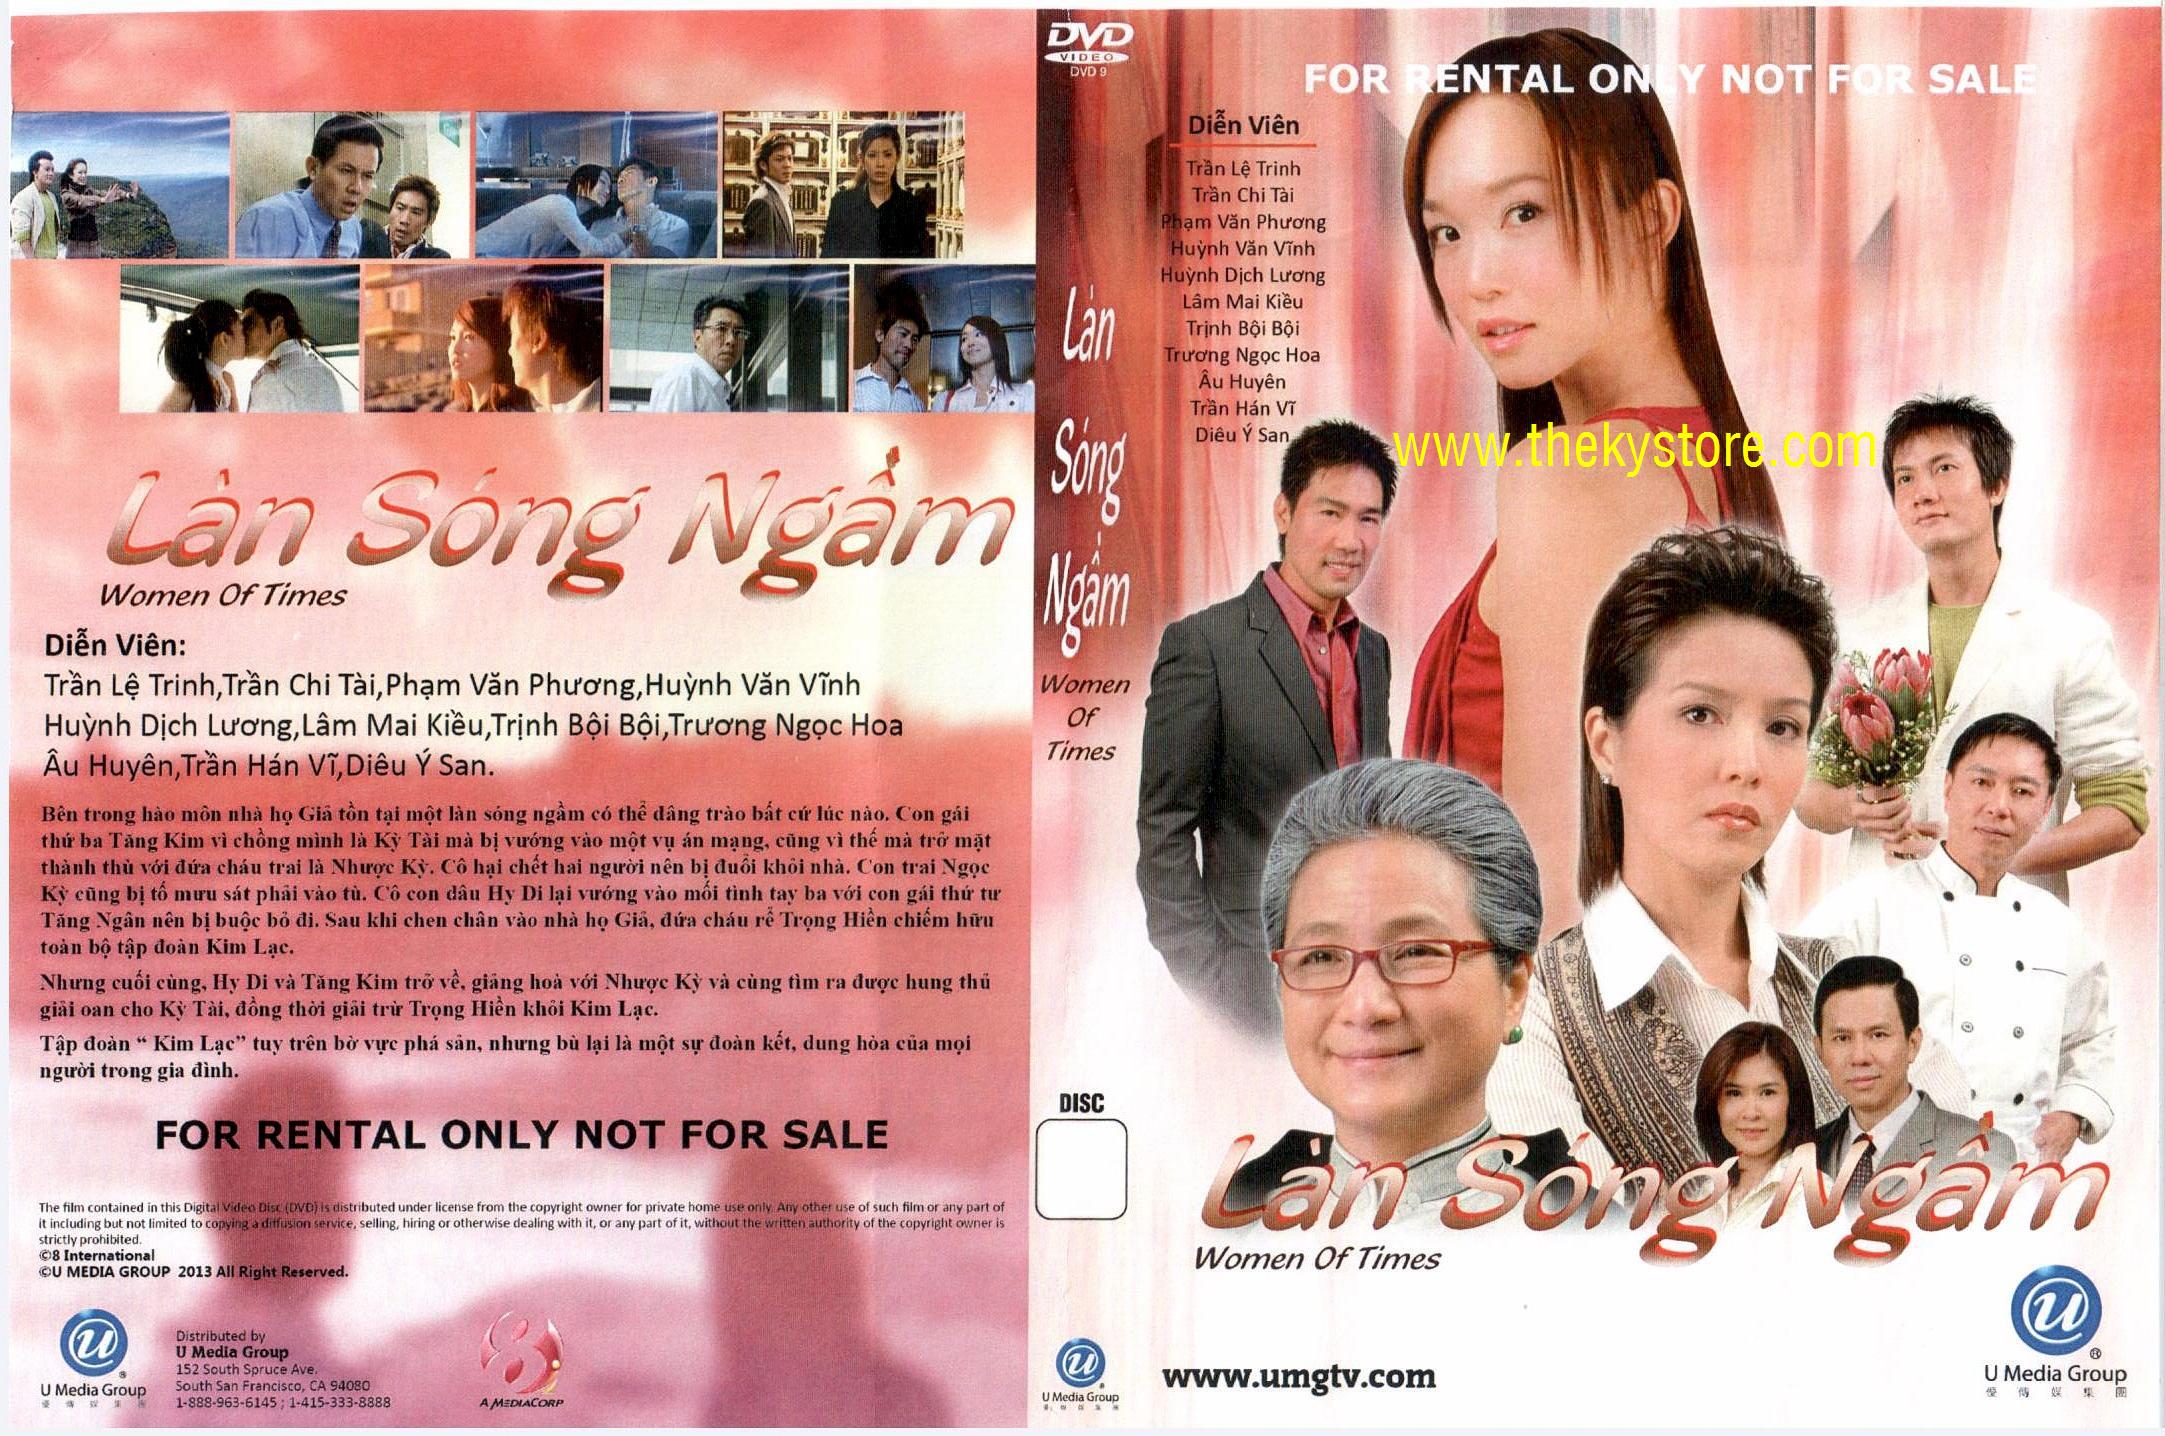 Làn Sóng Ngầm
Women Of Times
Diễn Viên:
Trần Lệ Trinh,Trần Chi Tài,Phạm Văn Phương,Huỳnh Văn Vĩnh
Huỳnh Dịch Lương,Lâm Mai Kiều,Trịnh Bội Bội,Trương Ngọc Hoa
Âu Huyên,Trần Hán Vĩ,Diêu Ý San.
Bên trong hào môn nhà họ Giả tồn tại một làn sóng ngầm có thể dâng trào bất cứ lúc nào. Con gái
thứ ba Tăng Kim vì chồng mình là Kỳ Tài mà bị vướng vào một vụ án mạng, cũng vì thế mà trở mặt
thành thù với đứa cháu trai là Nhược Kỳ. Cô hại chết hai người nên bị đuổi khỏi nhà. Con trai Ngọc
Kỳ cũng bị tố mưu sát phải vào tù. Cô con dâu Hy Di lại vướng vào mối tình tay ba với con gái thứ tư
Tăng Ngân nên bị buộc bỏ đi. Sau khi chen chân vào nhà họ Giả, đứa cháu rể Trọng Hiền chiếm hữu
toàn bộ tập đoàn Kim Lạc.
Nhưng cuối cùng, Hy Di và Tăng Kim trở về, giảng hoà với Nhược Kỳ và cùng tìm ra được hung thủ
giải oan cho Kỳ Tài, đồng thời giải trừ Trọng Hiền khỏi Kim Lạc.
Tập đoàn “ Kim Lạc” tuy trên bờ vực phá sản, nhưng bù lại là một sự đoàn kết, dung hòa của mọi
người trong gia đình.
FOR RENTAL ONLY NOT FOR SALE
The film contained in this Digital Video Disc (DVD) is distributed under license from the copyright owner for private home use only. Any other use of such film or any part of
it including but not limited to copying a diffusion service, selling, hiring or otherwise dealing with it, or any part of it, without the written authority of the copyright owner is
strictly prohibited.
©8 International
©U MEDIA GROUP 2013 All Right Reserved.
U Media Group
優傳媒集團
Distributed by
U Media Group
152 South Spruce Ave.
South San Francisco, CA 94080
1-888-963-6145 ; 1-415-333-8888
8
A MEDIACORP
DVD
VIDEO
DVD 9
Làn
Sóng
Ngầm
Women
Of
Times
DISC
U Media Group
優傳媒集團
FOR RENTAL ONLY NOT FOR SALE
Diễn Viên
Trần Lệ Trinh
Trần Chi Tài
Phạm Văn Phương
Huỳnh Văn Vĩnh
Huỳnh Dịch Lương
Lâm Mai Kiều
Trịnh Bội Bội
Trương Ngọc Hoa
Âu Huyên
Trần Hán Vĩ
Diêu Ý San
www.thekystore.com
Làn Sóng Ngầm
Women Of Times
www.umgtv.com
U Media Group
優傳媒集團